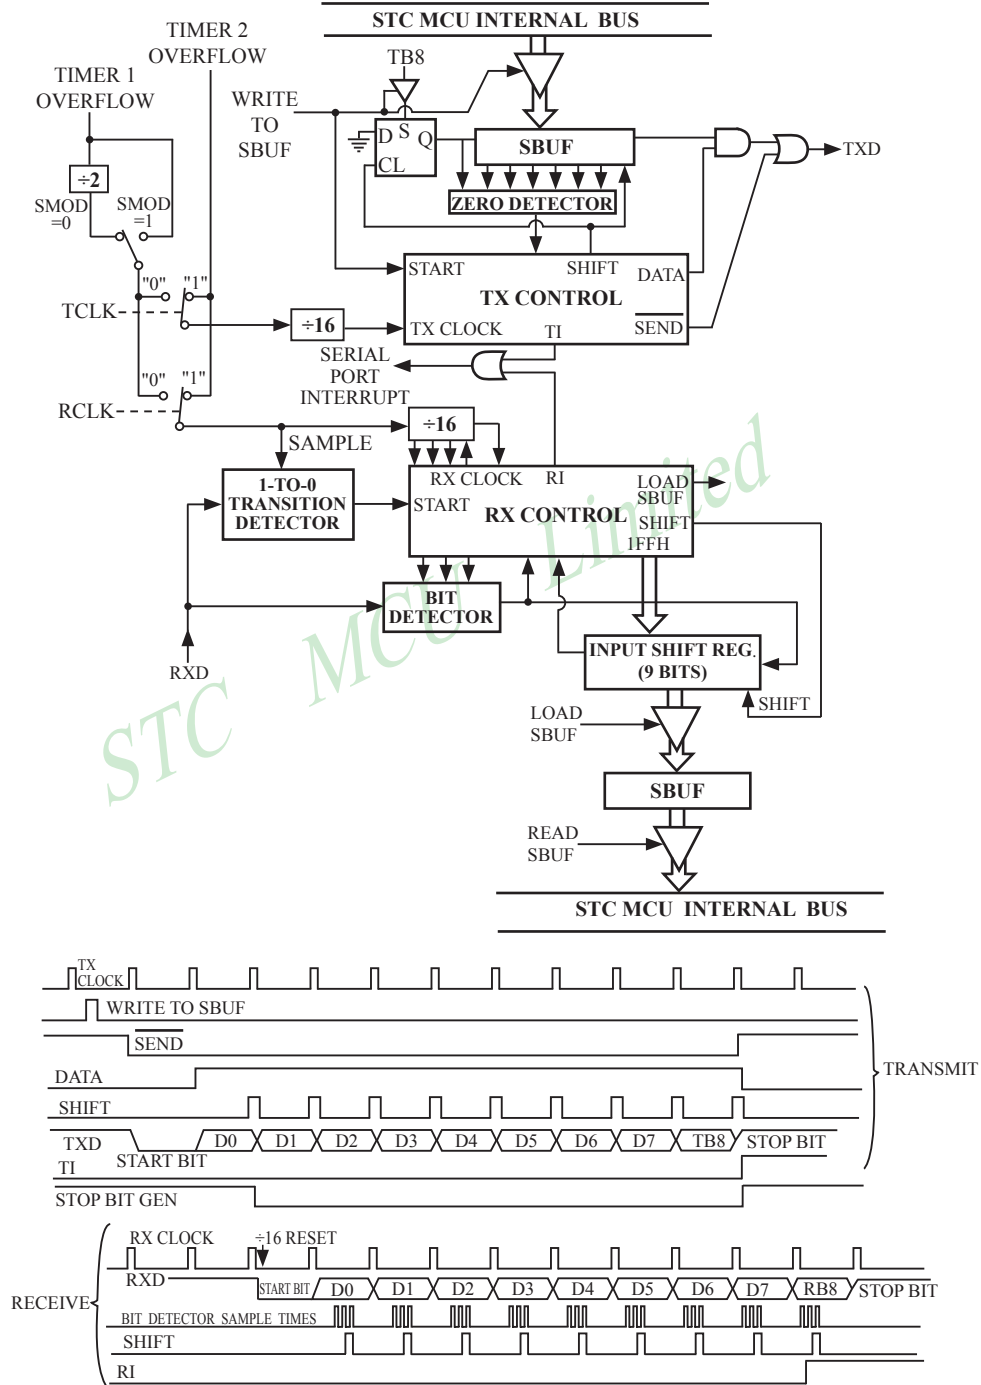 STC MCU INTERNAL BUS
TIMER 2
OVERFLOW
TB8
TIMER 1
OVERFLOW
WRITE
TO
SBUF
D
S
Q
CL
SBUF
TXD
÷2
ZERO DETECTOR
SMOD
=0
SMOD
=1
START
SHIFT
DATA
TX CONTROL
"0"
"1"
TCLK
÷16
TX CLOCK
TI
SEND
SERIAL
PORT
INTERRUPT
"0"
"1"
RCLK
÷16
SAMPLE
1-TO-0
TRANSITION
DETECTOR
RX CLOCK
RI
LOAD
SBUF
START
RX CONTROL
SHIFT
1FFH
BIT
DETECTOR
RXD
INPUT SHIFT REG.
(9 BITS)
SHIFT
LOAD
SBUF
SBUF
READ
SBUF
STC MCU INTERNAL BUS
STC MCU Limited
TX
CLOCK
WRITE TO SBUF
SEND
DATA
TRANSMIT
SHIFT
TXD
START BIT
D0 D1 D2 D3 D4 D5 D6 D7 TB8 STOP BIT
TI
STOP BIT GEN
RX CLOCK
÷16 RESET
RXD
START BIT
D0 D1 D2 D3 D4 D5 D6 D7 RB8 STOP BIT
RECEIVE
BIT DETECTOR SAMPLE TIMES
SHIFT
RI